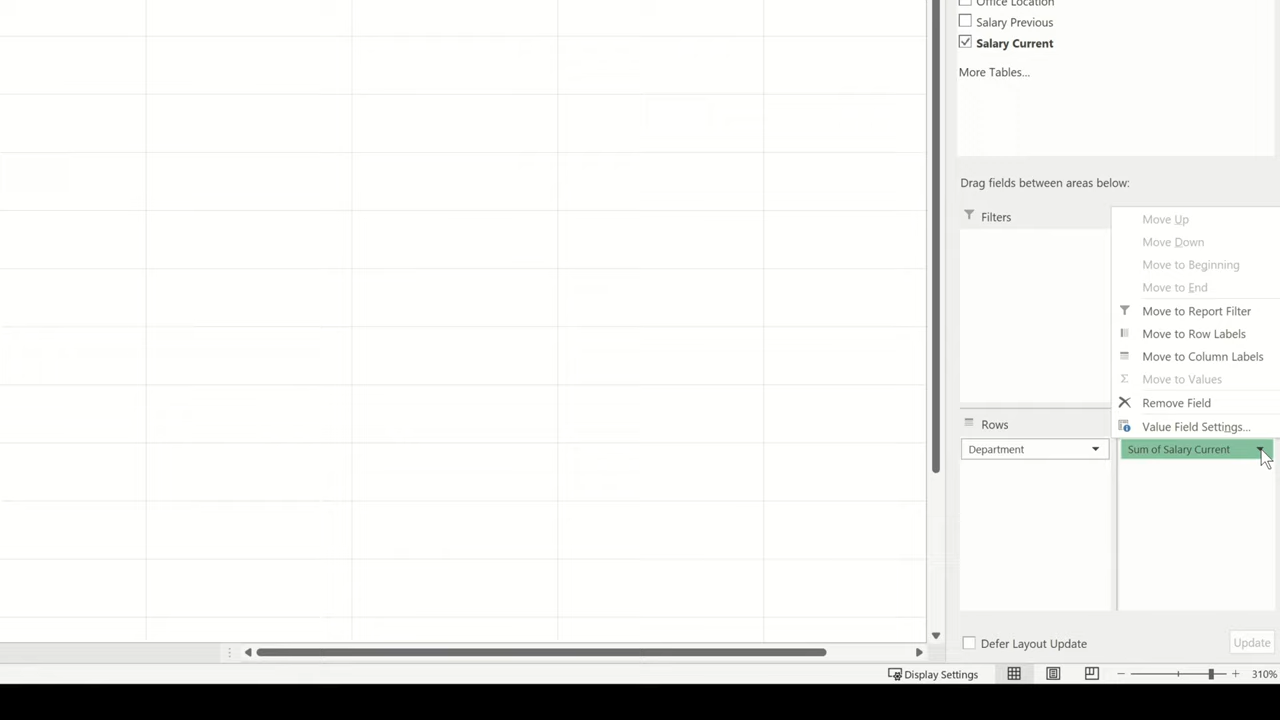 Office Location
Salary Previous
Salary Current
More Tables...
Drag fields between areas below:
Filters
Move Up
Move Down
Move to Beginning
Move to End
Move to Report Filter
Move to Row Labels
Move to Column Labels
Move to Values
Remove Field
Value Field Settings...
Rows
Department
Sum of Salary Current
Defer Layout Update
Update
Display Settings
310%